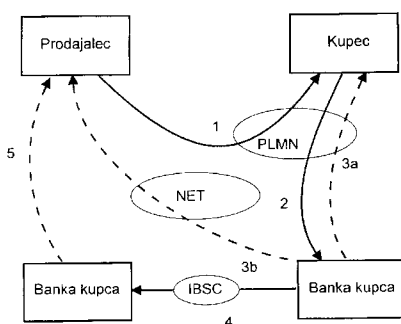 Prodajalec
Kupec
1
PLMN
3a
5
NET
2
3b
Banka kupca
IBSC
Banka kupca
4